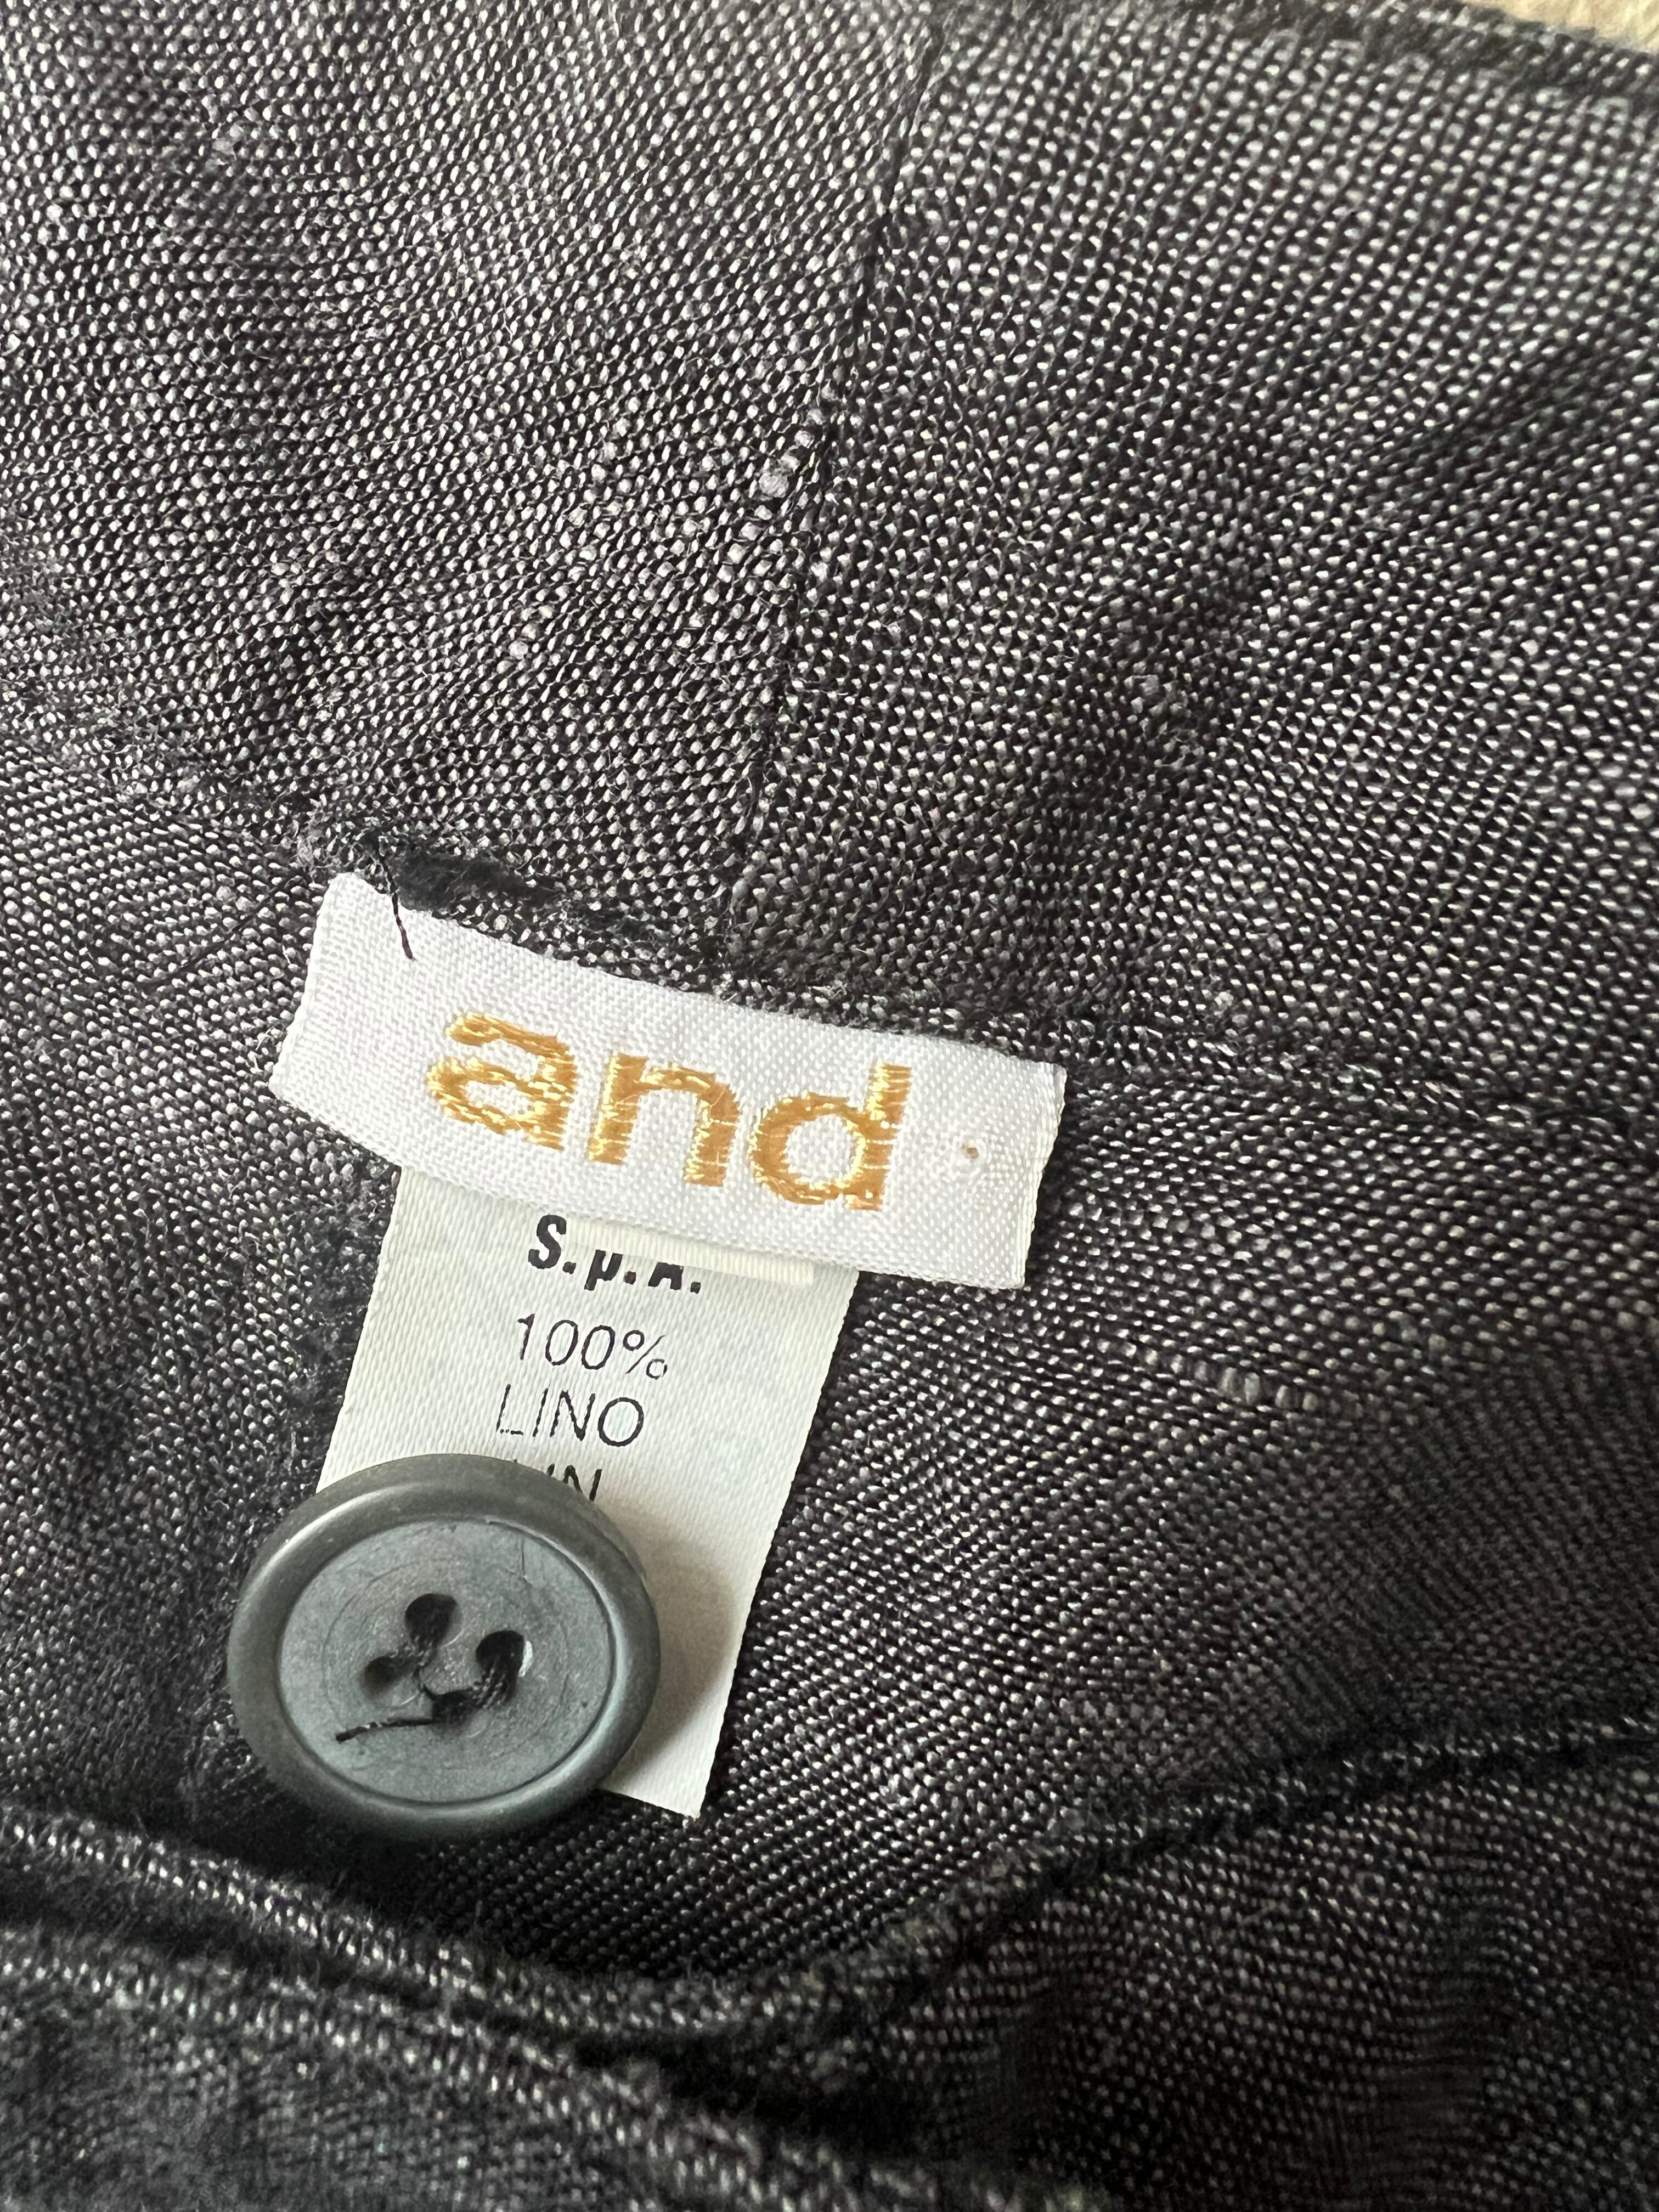 and
S.p.A.
100%
LINO